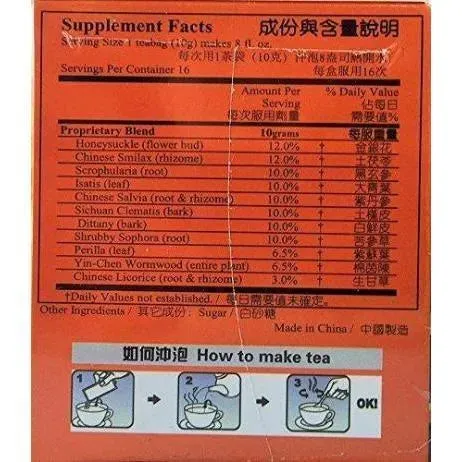 Supplement Facts 成份與含量說明
Serving Size 1 teabag (10g) makes 8 fl. oz.
每次用1茶袋 (10克) 沖泡8盎司熱開水
Servings Per Container 16 每盒服用16次
Amount Per Serving 每次服用劑量 % Daily Value 佔每日需要值%
Proprietary Blend 10grams 每服重量
Honeysuckle (flower bud) 12.0% † 金銀花
Chinese Smilax (rhizome) 12.0% † 土茯苓
Scrophularia (root) 10.0% † 黑玄參
Isatis (leaf) 10.0% † 大青葉
Chinese Salvia (root & rhizome) 10.0% † 紫丹參
Sichuan Clematis (bark) 10.0% † 土槿皮
Dittany (bark) 10.0% † 白鮮皮
Shrubby Sophora (root) 10.0% † 苦參草
Perilla (leaf) 6.5% † 紫蘇葉
Yin-Chen Wormwood (entire plant) 6.5% † 綿茵陳
Chinese Licorice (root & rhizome) 3.0% † 生甘草
†Daily Values not established. / 每日需要值未確定.
Other Ingredients / 其它成份: Sugar / 白砂糖
Made in China / 中國製造
如何沖泡 How to make tea
1 2 3 OK!